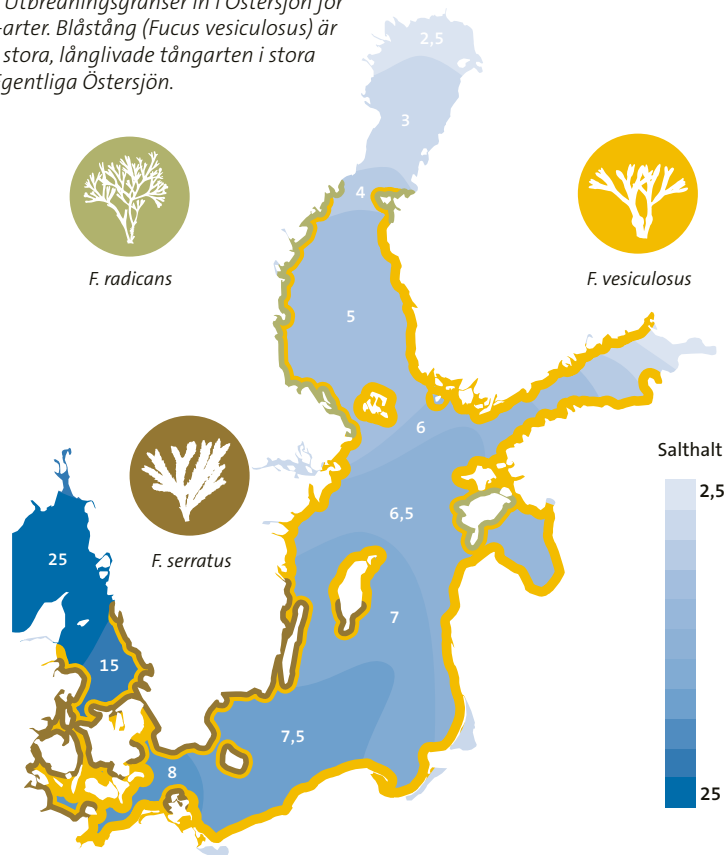 Utbredningsgränser in i Östersjön för
-arter. Blåstång (Fucus vesiculosus) är
stora, långlivade tångarten i stora
gentliga Östersjön.
2,5
3
4
F. radicans
F. vesiculosus
5
6
Salthalt
2,5
6,5
25
F. serratus
7
15
7,5
8
25